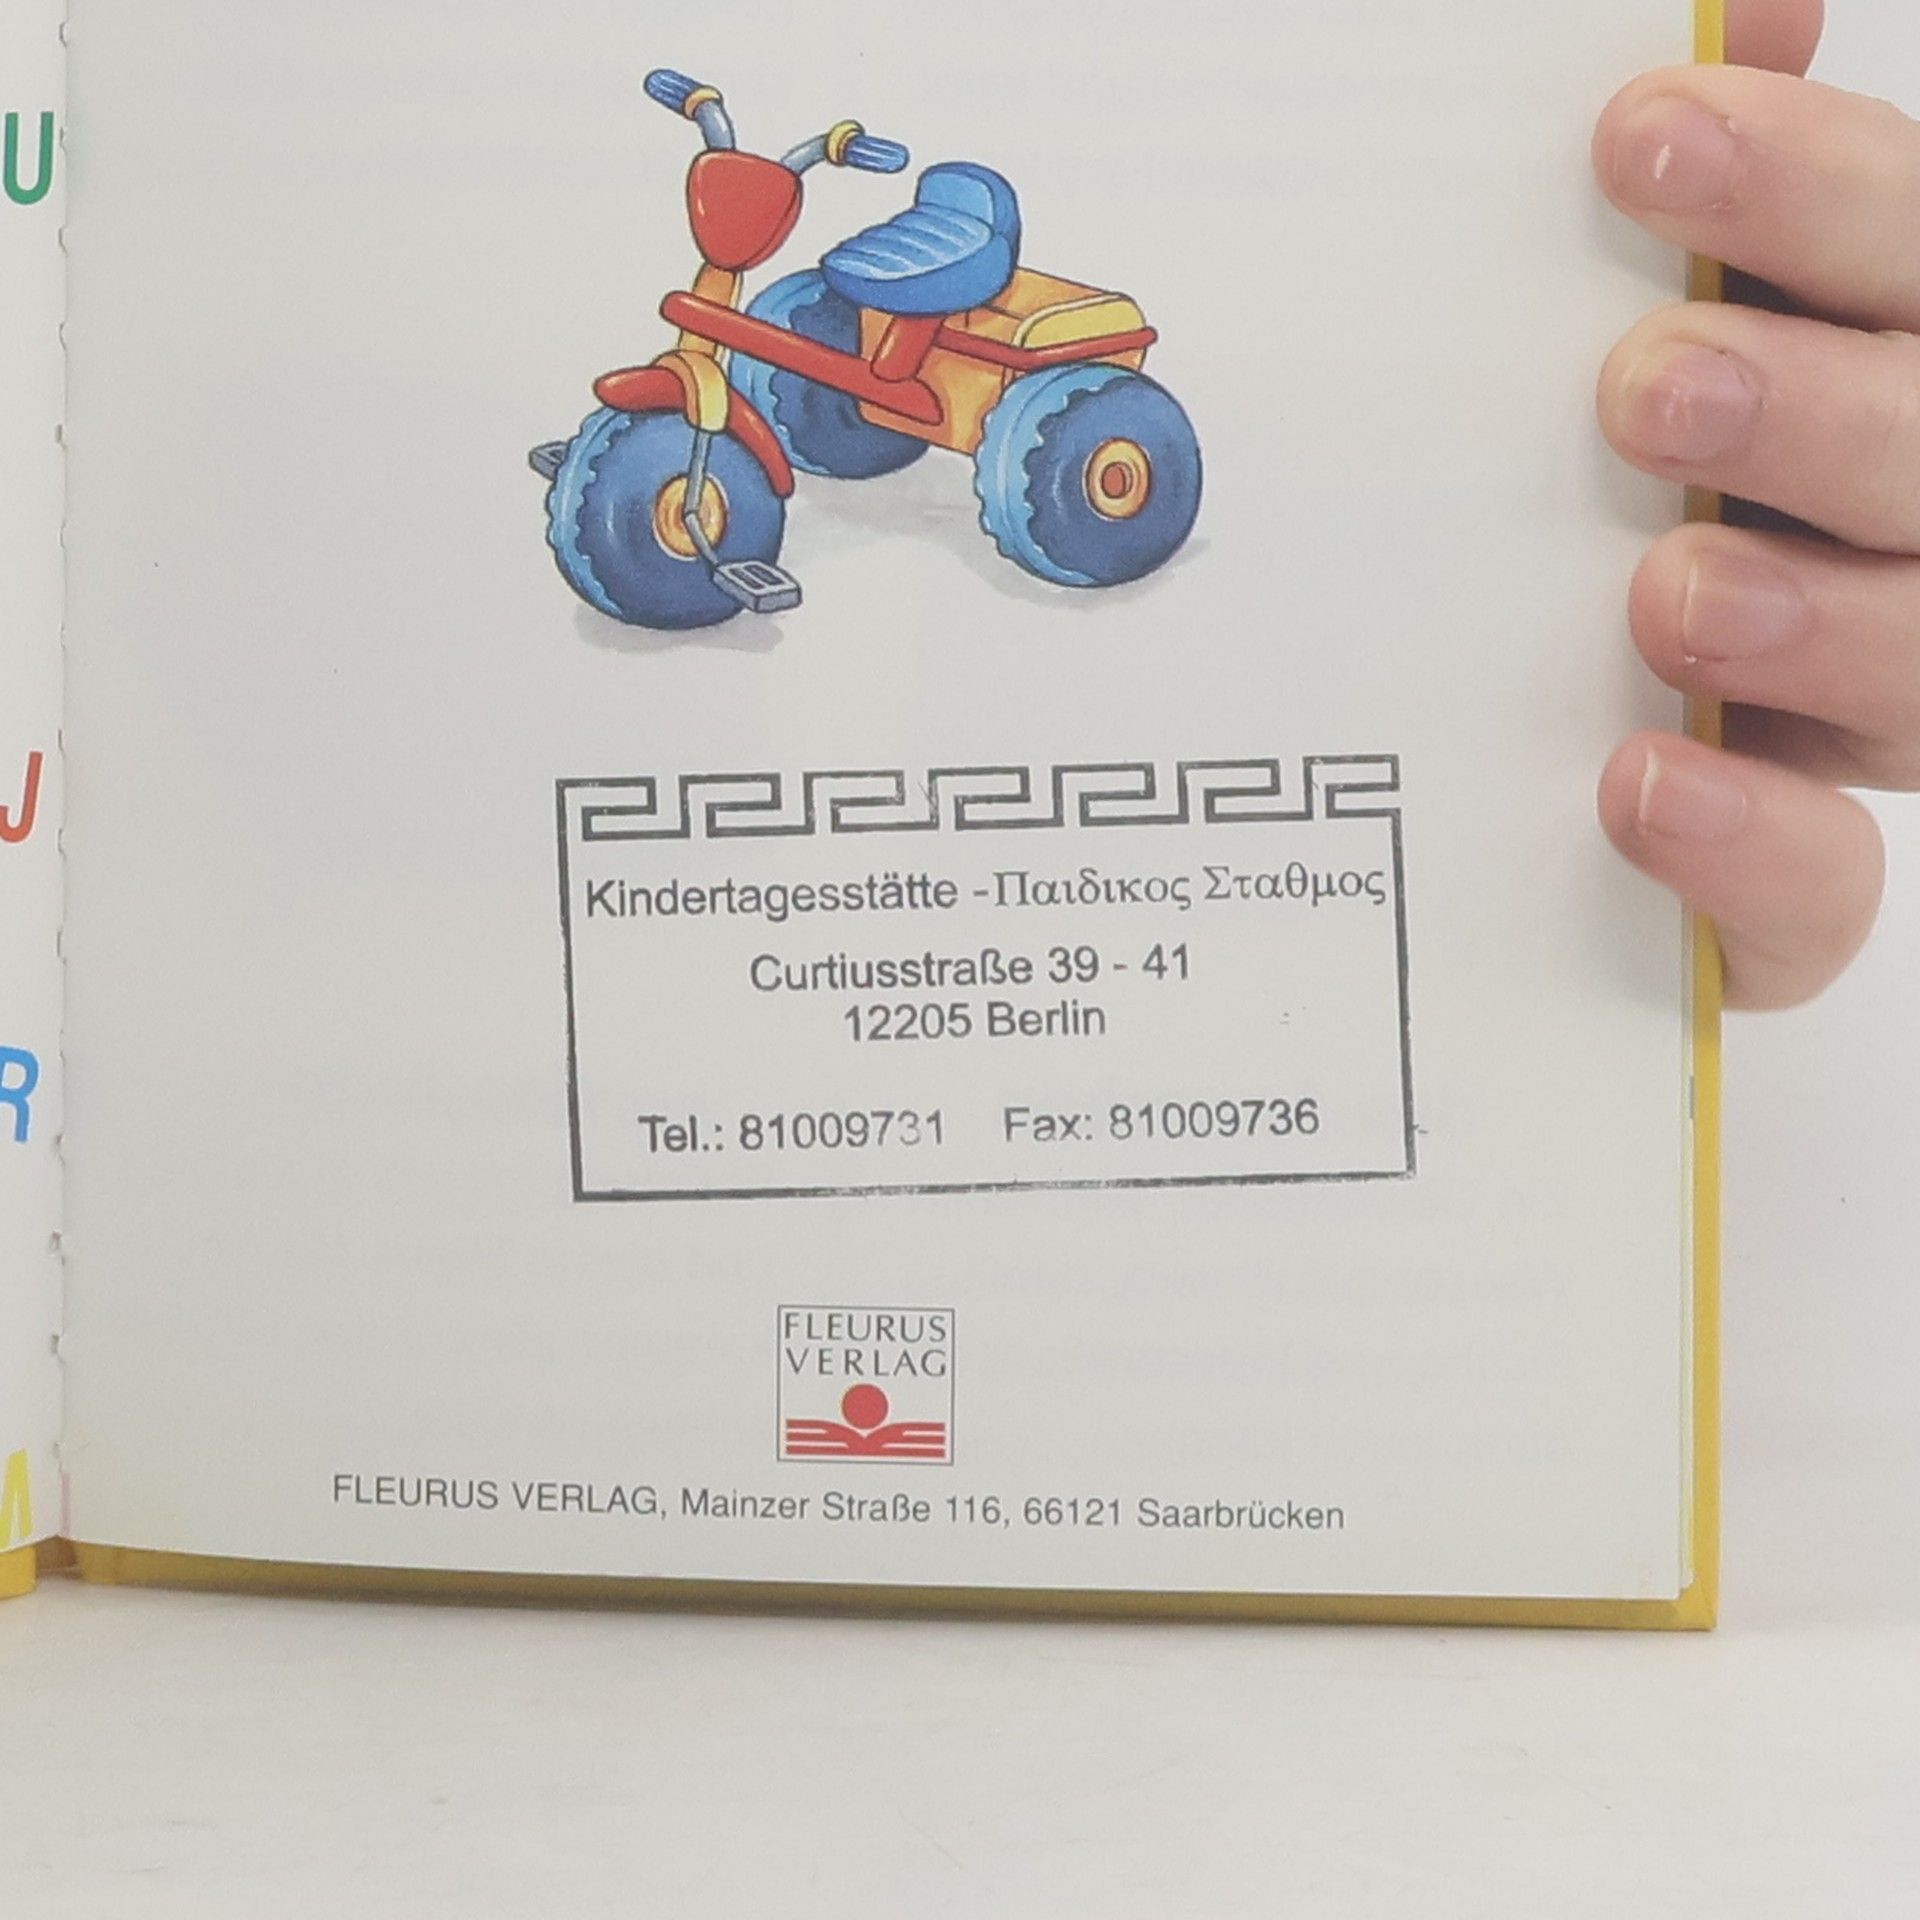 U
J
R
Kindertagesstätte -Παιδικος Σταθμος
Curtiusstraße 39 - 41
12205 Berlin
Tel.: 81009731 Fax: 81009736
FLEURUS
VERLAG
FLEURUS VERLAG, Mainzer Straße 116, 66121 Saarbrücken